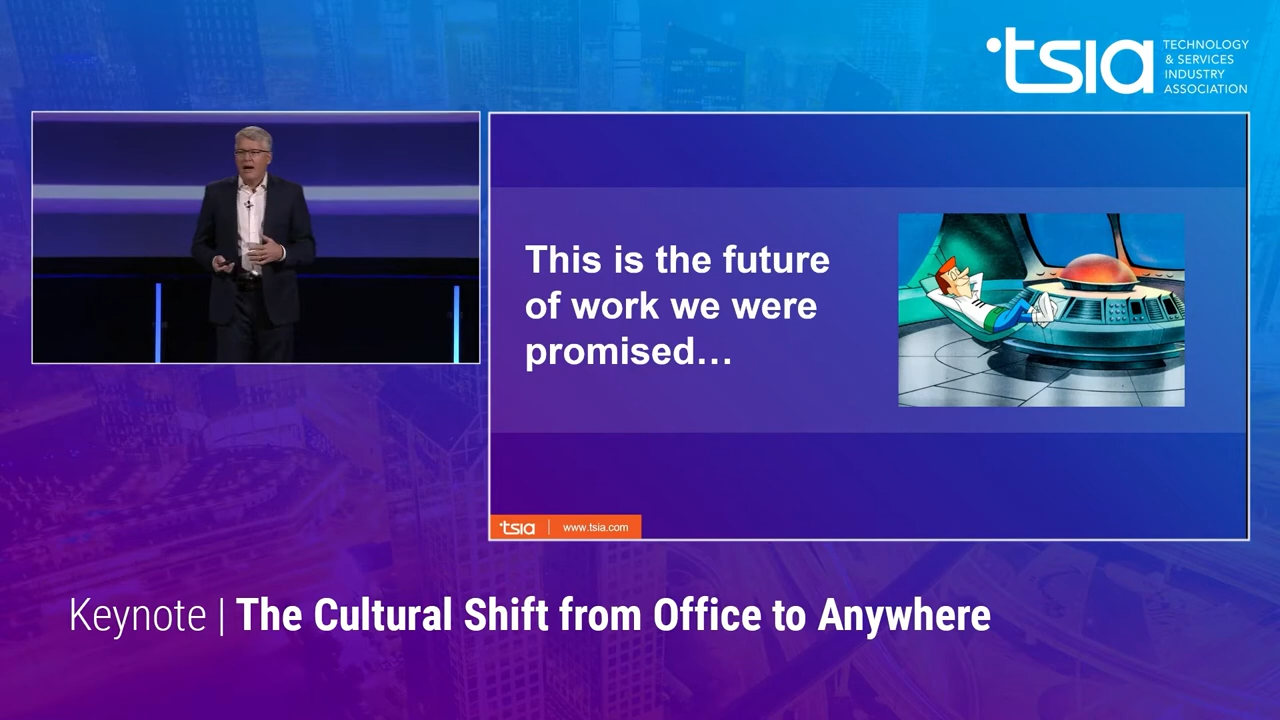 tsia
TECHNOLOGY
& SERVICES
INDUSTRY
ASSOCIATION
This is the future
of work we were
promised…
tsia | www.tsia.com
Keynote | The Cultural Shift from Office to Anywhere